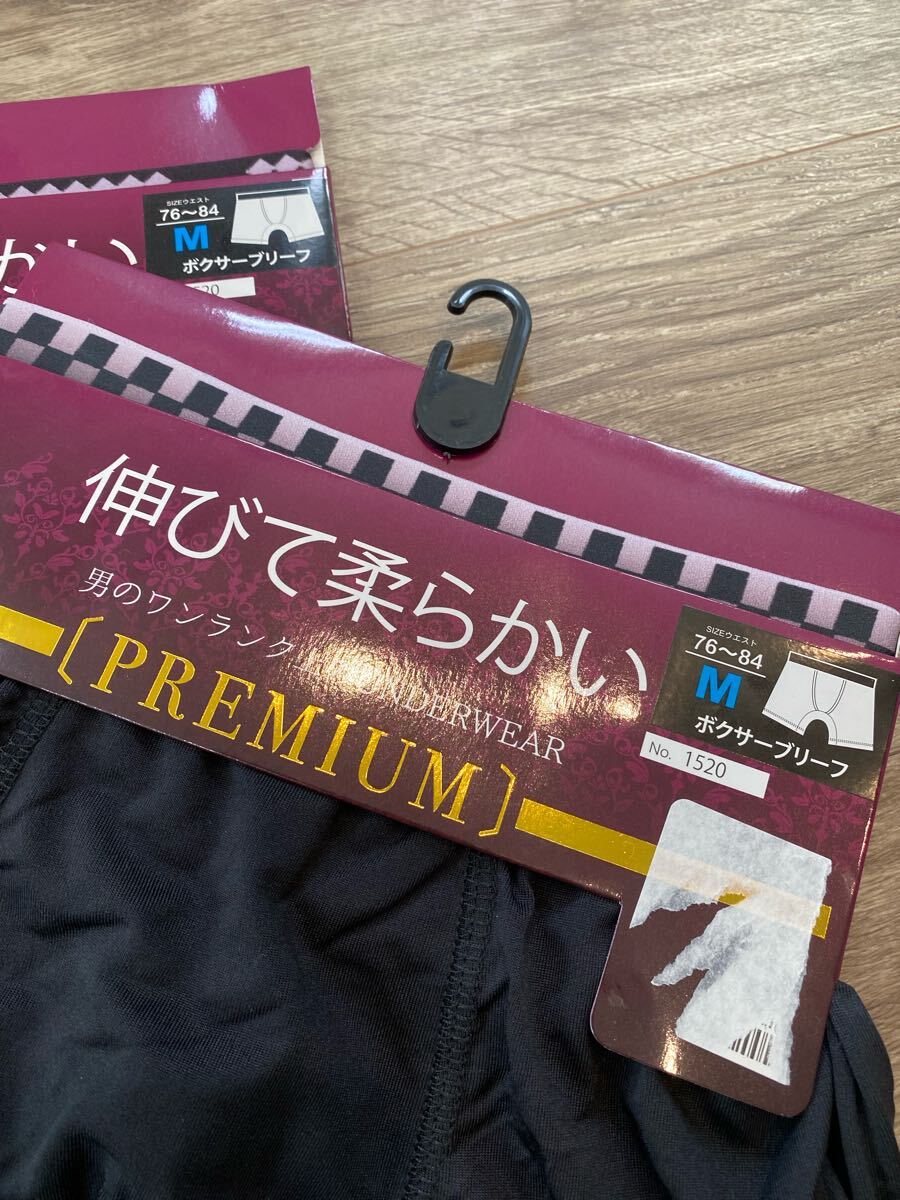 SIZEウエスト
76～84
M
ボクサーブリーフ
伸びて柔らかい
男のワンランク
UNDERWEAR
[PREMIUM]
SIZEウエスト
76～84
M
ボクサーブリーフ
No. 1520